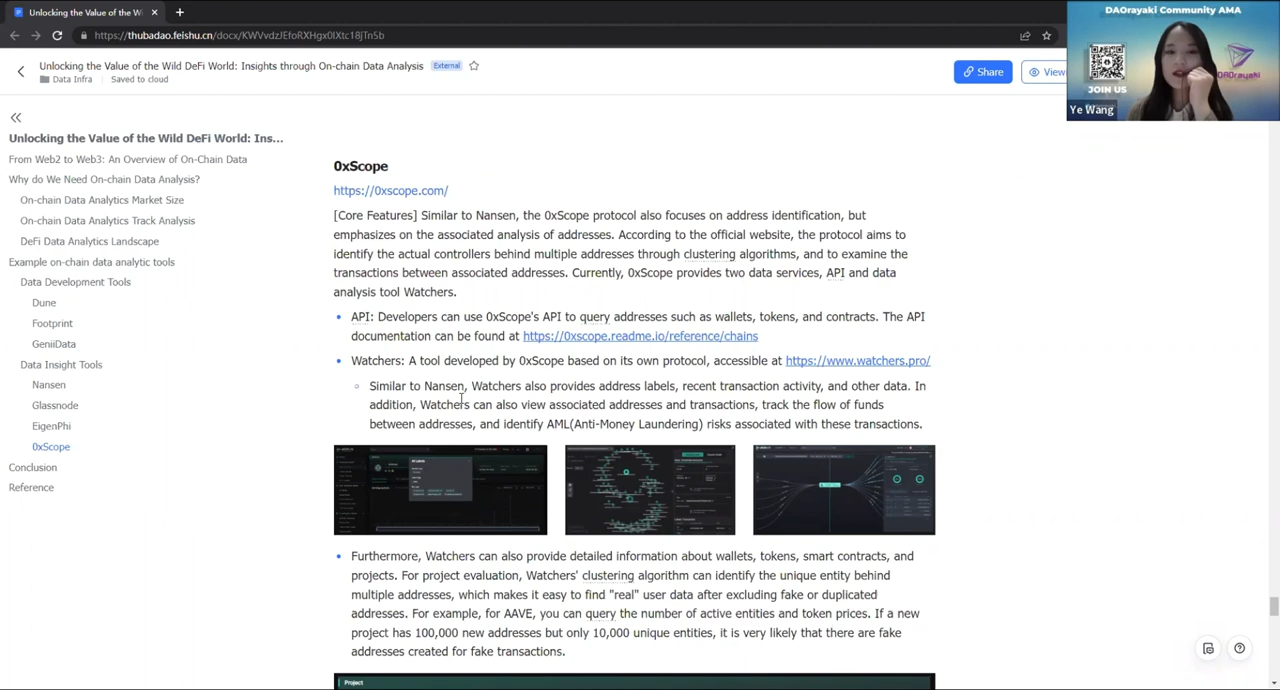 Unlocking the Value of the Wi
https://thubadao.feishu.cn/docx/KWVvdzJEfoRXHgx0lXtc18jTn5b
DAOrayaki Community AMA
JOIN US
DAOrayaki
Ye Wang
Unlocking the Value of the Wild DeFi World: Insights through On-chain Data Analysis
External
Data Infra
Saved to cloud
Share
View
Unlocking the Value of the Wild DeFi World: Ins...
From Web2 to Web3: An Overview of On-Chain Data
Why do We Need On-chain Data Analysis?
On-chain Data Analytics Market Size
On-chain Data Analytics Track Analysis
DeFi Data Analytics Landscape
Example on-chain data analytic tools
Data Development Tools
Dune
Footprint
GeniiData
Data Insight Tools
Nansen
Glassnode
EigenPhi
0xScope
Conclusion
Reference
0xScope
https://0xscope.com/
[Core Features] Similar to Nansen, the 0xScope protocol also focuses on address identification, but
emphasizes on the associated analysis of addresses. According to the official website, the protocol aims to
identify the actual controllers behind multiple addresses through clustering algorithms, and to examine the
transactions between associated addresses. Currently, 0xScope provides two data services, API and data
analysis tool Watchers.
• API: Developers can use 0xScope's API to query addresses such as wallets, tokens, and contracts. The API
documentation can be found at https://0xscope.readme.io/reference/chains
• Watchers: A tool developed by 0xScope based on its own protocol, accessible at https://www.watchers.pro/
◦ Similar to Nansen, Watchers also provides address labels, recent transaction activity, and other data. In
addition, Watchers can also view associated addresses and transactions, track the flow of funds
between addresses, and identify AML(Anti-Money Laundering) risks associated with these transactions.
• Furthermore, Watchers can also provide detailed information about wallets, tokens, smart contracts, and
projects. For project evaluation, Watchers' clustering algorithm can identify the unique entity behind
multiple addresses, which makes it easy to find "real" user data after excluding fake or duplicated
addresses. For example, for AAVE, you can query the number of active entities and token prices. If a new
project has 100,000 new addresses but only 10,000 unique entities, it is very likely that there are fake
addresses created for fake transactions.
Project